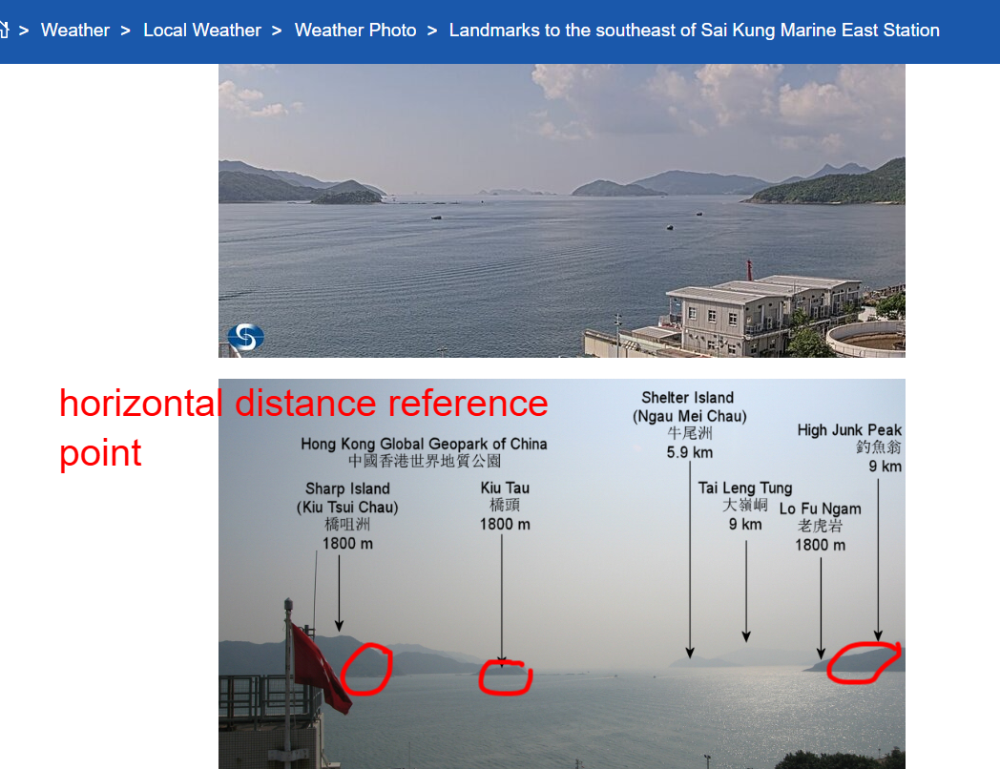 > Weather > Local Weather > Weather Photo > Landmarks to the southeast of Sai Kung Marine East Station
horizontal distance reference
point
Hong Kong Global Geopark of China
中國香港世界地質公園
Sharp Island
(Kiu Tsui Chau)
橋咀洲
1800 m
Kiu Tau
橋頭
1800 m
Shelter Island
(Ngau Mei Chau)
牛尾洲
5.9 km
Tai Leng Tung
大嶺峒
9 km
Lo Fu Ngam
老虎岩
1800 m
High Junk Peak
釣魚翁
9 km